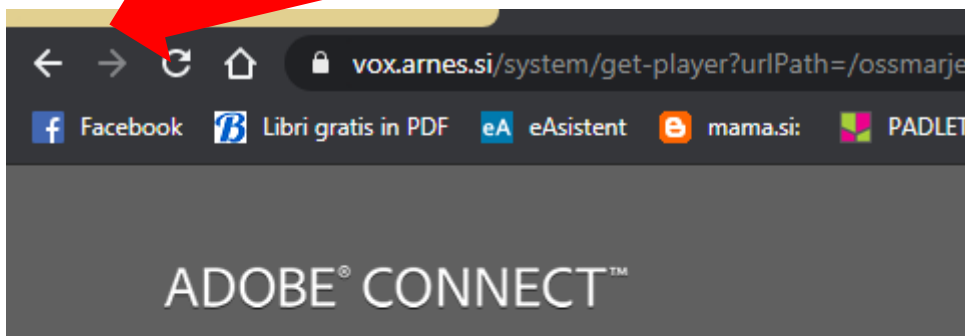 vox.arnes.si/system/get-player?urlPath=/ossmarje
f Facebook B Libri gratis in PDF eA eAsistent mama.si: PADLET
ADOBE® CONNECT™